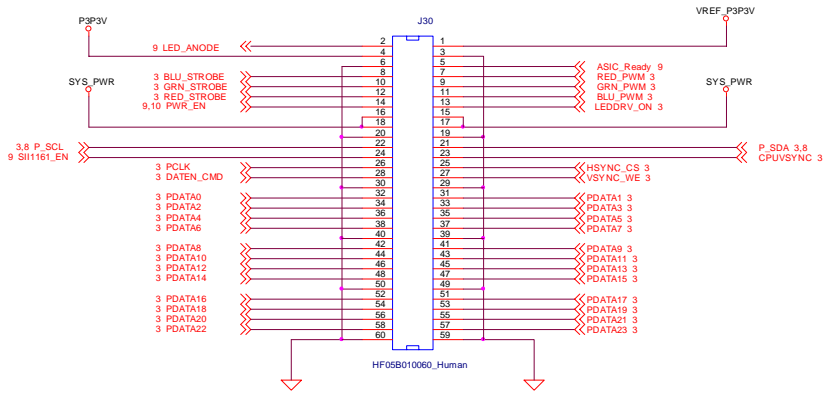 J30
P3P3V VREF_P3P3V
9 LED_ANODE 2 1
4 3
6 5 ASIC_Ready 9
3 BLU_STROBE 8 7 RED_PWM 3
SYS_PWR 3 GRN_STROBE 10 9 GRN_PWM 3 SYS_PWR
3 RED_STROBE 12 11 BLU_PWM 3
9,10 PWR_EN 14 13 LEDDRV_ON 3
16 15
18 17
20 19
3,8 P_SCL 22 21 P_SDA 3,8
9 SII1161_EN 24 23 CPUVSYNC 3
3 PCLK 26 25 HSYNC_CS 3
3 DATEN_CMD 28 27 VSYNC_WE 3
30 29
3 PDATA0 32 31 PDATA1 3
3 PDATA2 34 33 PDATA3 3
3 PDATA4 36 35 PDATA5 3
3 PDATA6 38 37 PDATA7 3
40 39
3 PDATA8 42 41 PDATA9 3
3 PDATA10 44 43 PDATA11 3
3 PDATA12 46 45 PDATA13 3
3 PDATA14 48 47 PDATA15 3
50 49
3 PDATA16 52 51 PDATA17 3
3 PDATA18 54 53 PDATA19 3
3 PDATA20 56 55 PDATA21 3
3 PDATA22 58 57 PDATA23 3
60 59
HF05B010060_Human